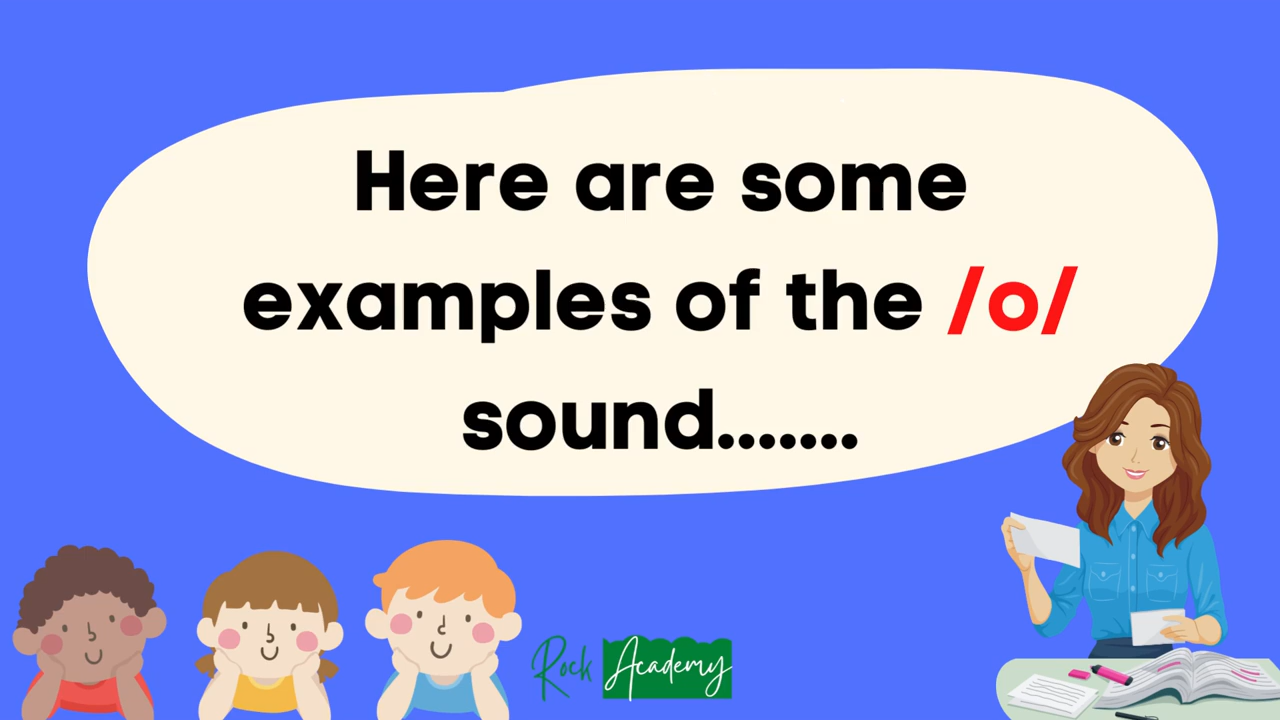 Here are some
examples of the /o/
sound.......
Rock Academy